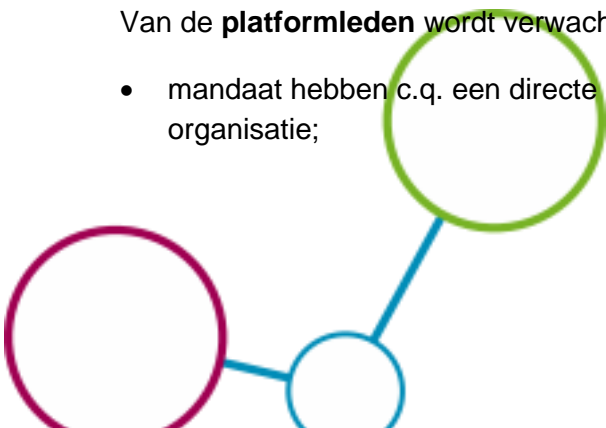 Van de platformleden wordt verwach
• mandaat hebben c.q. een directe
organisatie;